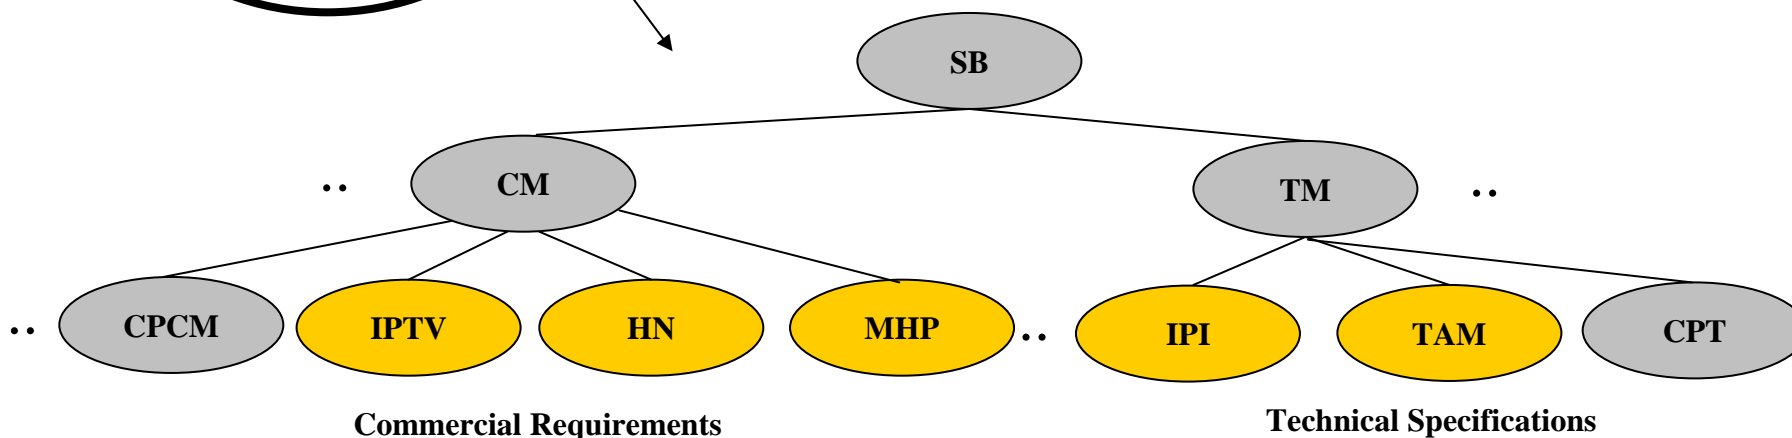 SB
CM
TM
..
..
CPCM
IPTV
HN
MHP
IPI
TAM
CPT
..
..
Commercial Requirements
Technical Specifications